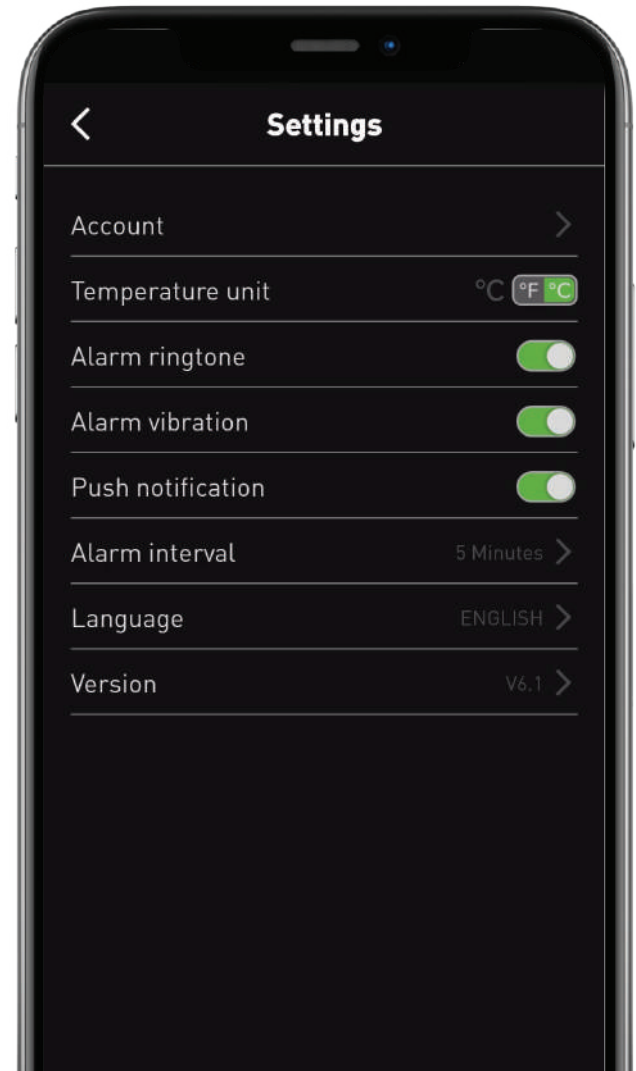 Settings
Account
Temperature unit °C °F °C
Alarm ringtone
Alarm vibration
Push notification
Alarm interval 5 Minutes
Language ENGLISH
Version V6.1